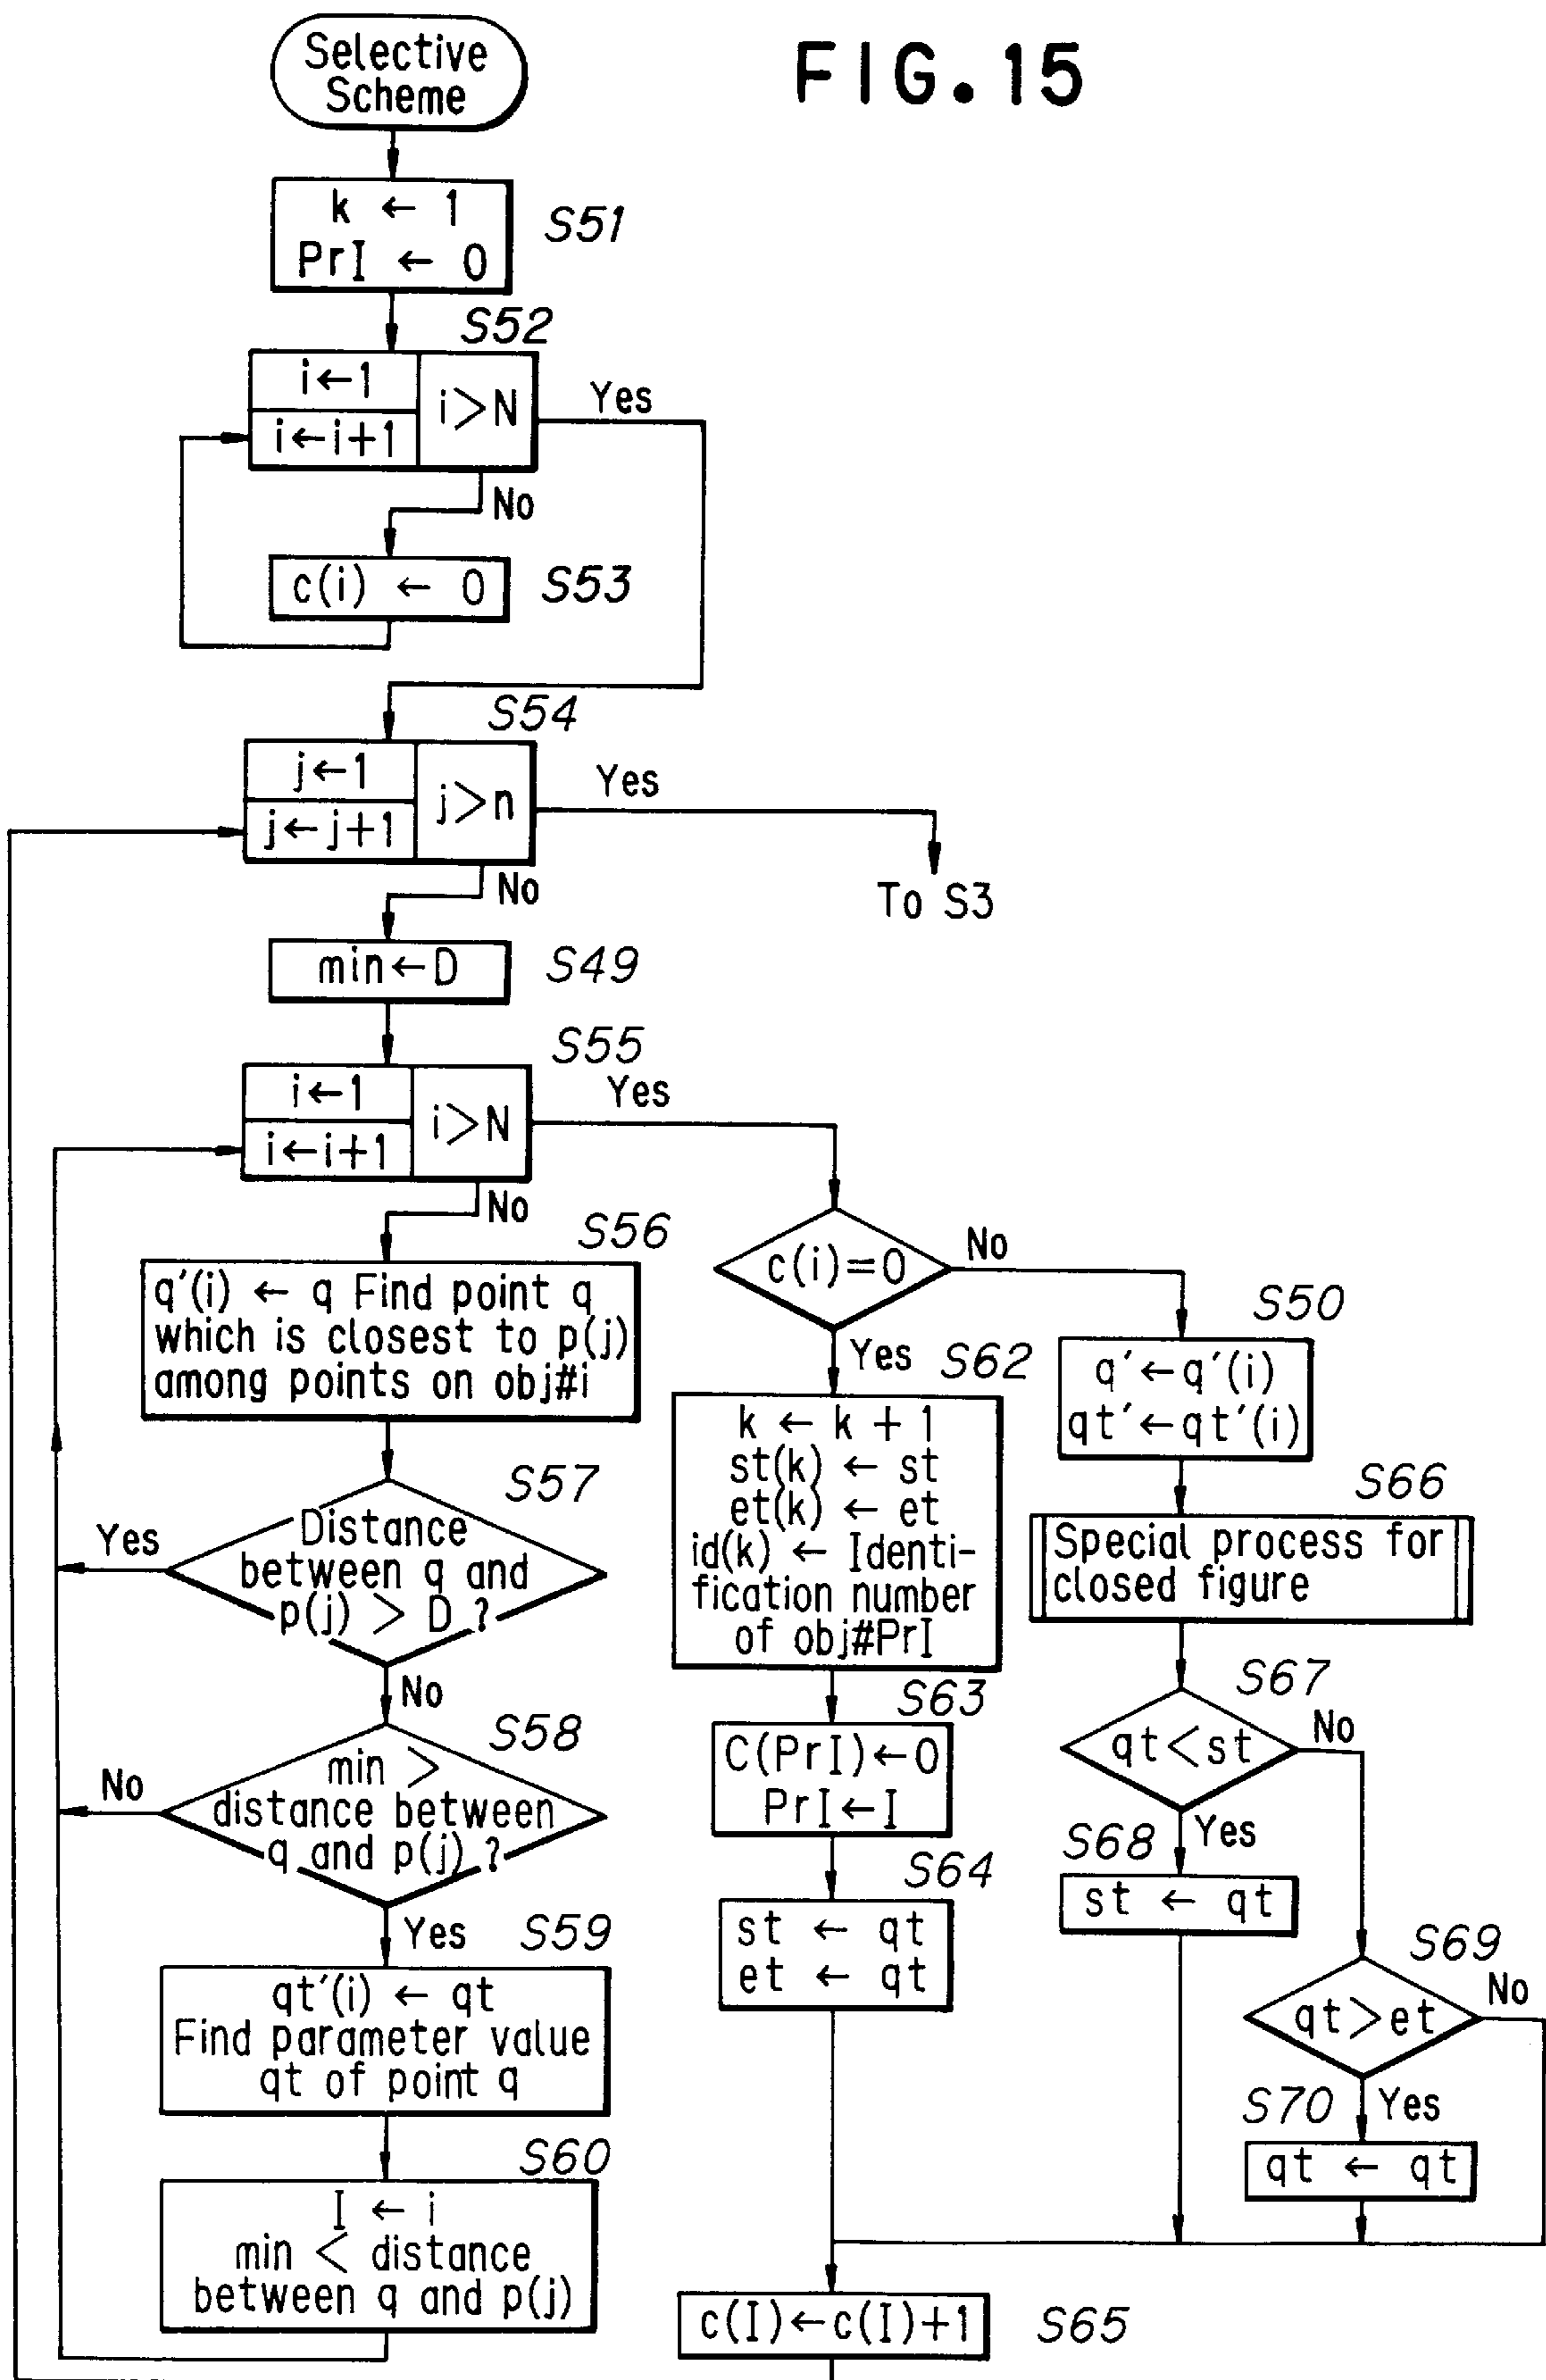 FIG.15
Selective
Scheme
k ← 1
PrI ← 0
S51
S52
i←1
i←i+1
i>N
Yes
No
c(i) ← 0
S53
S54
j←1
j←j+1
j>n
Yes
To S3
No
min←D
S49
S55
i←1
i←i+1
i>N
Yes
No
S56
q′(i) ← q Find point q
which is closest to p(j)
among points on obj#i
S57
Distance
between q and
p(j) > D ?
Yes
No
S58
min >
distance between
q and p(j) ?
No
Yes
S59
qt′(i) ← qt
Find parameter value
qt of point q
S60
I ← i
min < distance
between q and p(j)
c(i)=0
No
Yes
S62
k ← k + 1
st(k) ← st
et(k) ← et
id(k) ← Identi-
fication number
of obj#PrI
S63
C(PrI)←0
PrI←I
S64
st ← qt
et ← qt
S50
q′←q′(i)
qt′←qt′(i)
S66
Special process for
closed figure
S67
qt<st
No
Yes
S68
st ← qt
S69
qt>et
No
S70
Yes
qt ← qt
c(I)←c(I)+1
S65